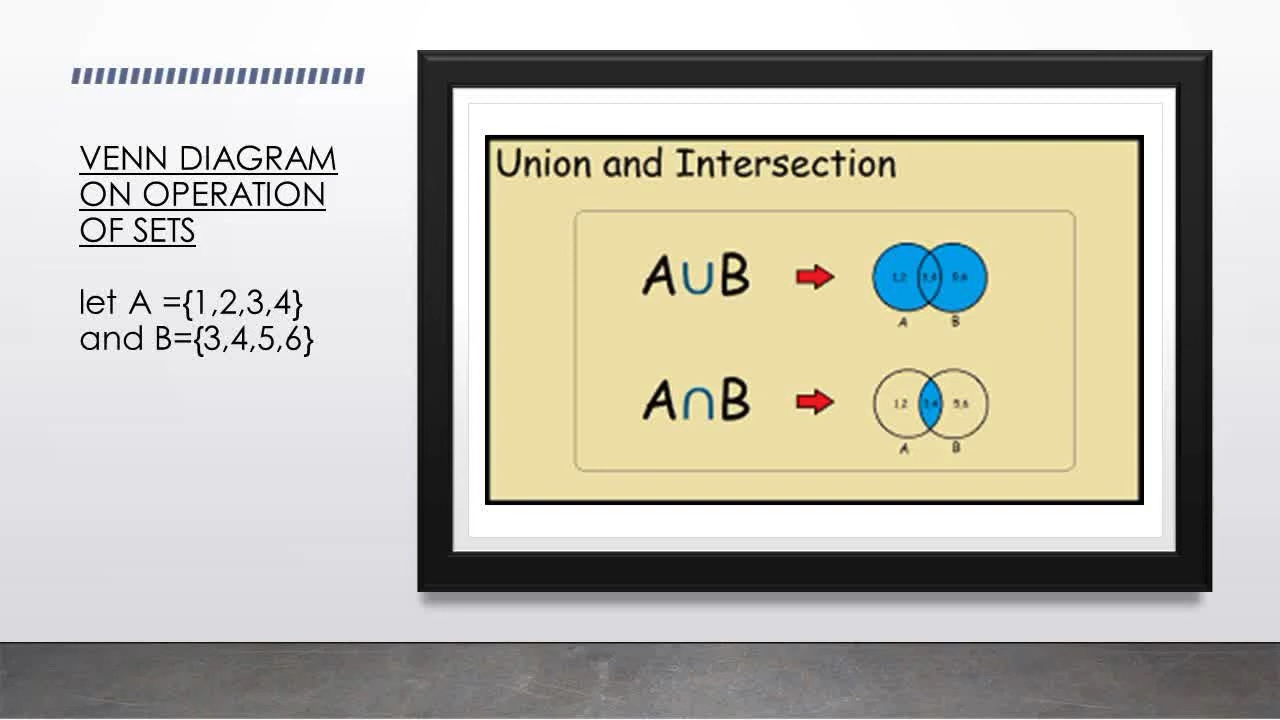 VENN DIAGRAM
ON OPERATION
OF SETS
let A ={1,2,3,4}
and B={3,4,5,6}
Union and Intersection
A∪B
1,2 3,4 5,6
A B
A∩B
1,2 3,4 5,6
A B